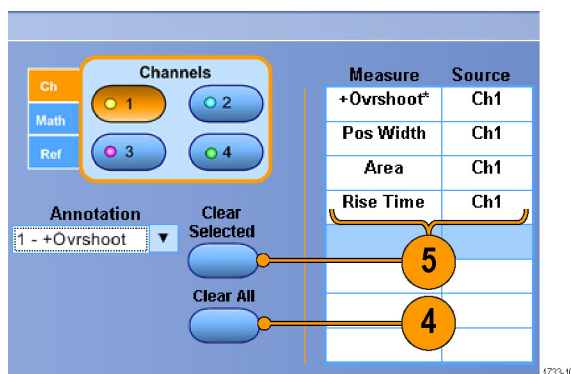 Ch
Math
Ref
Channels
1
2
3
4
Annotation
1 - +Ovrshoot
Clear
Selected
Clear All
Measure Source
+Ovrshoot* Ch1
Pos Width Ch1
Area Ch1
Rise Time Ch1
5
4